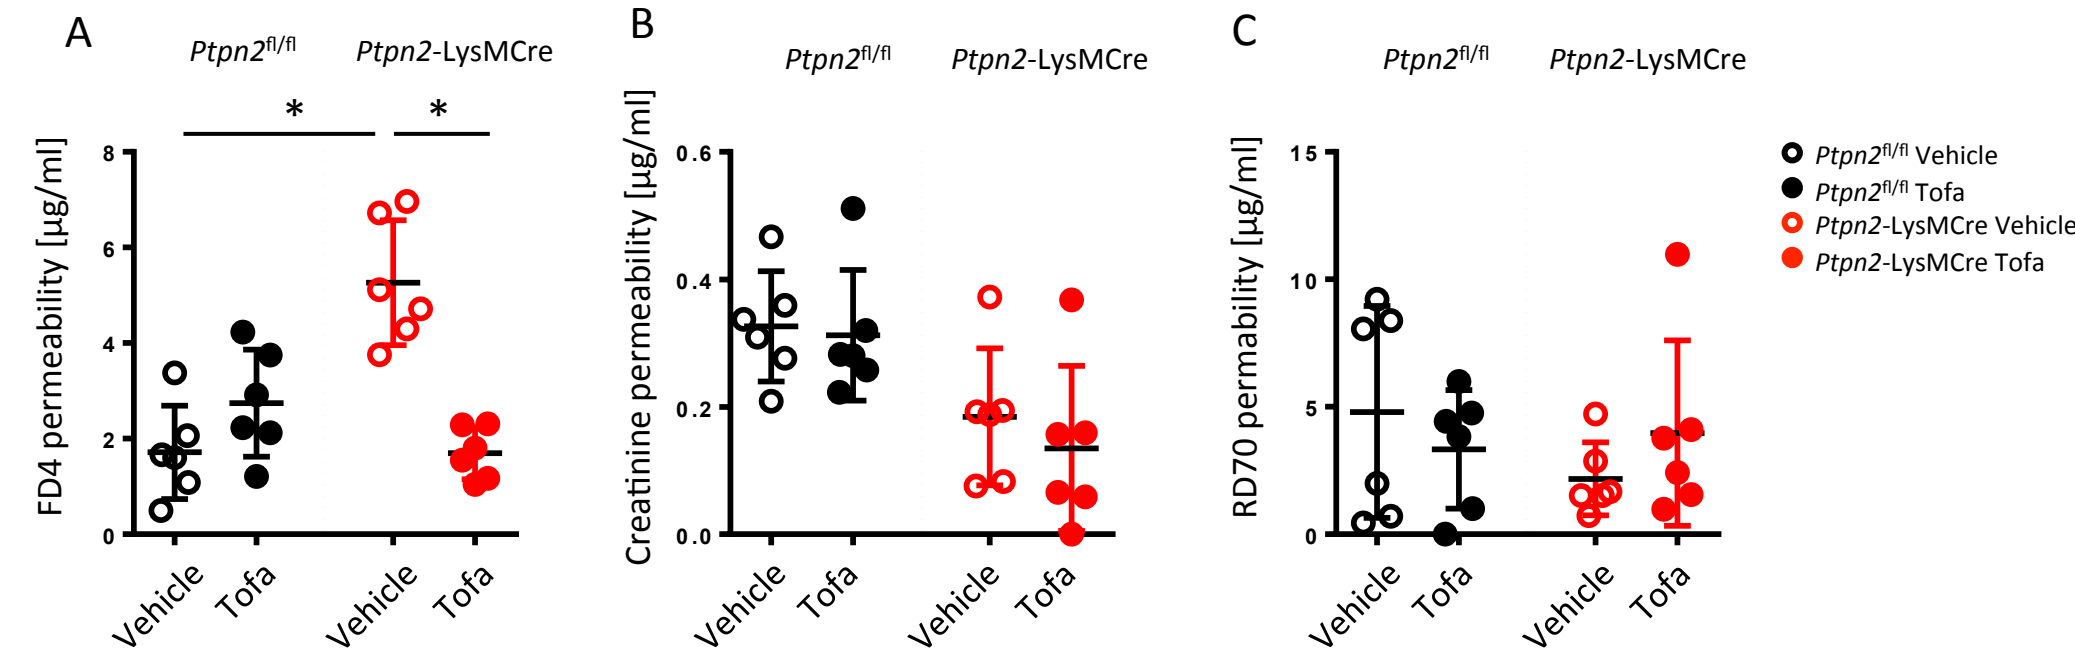 A
Ptpn2fl/fl Ptpn2-LysMCre
* *
FD4 permeability [µg/ml]
8
6
4
2
0
Vehicle Tofa Vehicle Tofa
B
Ptpn2fl/fl Ptpn2-LysMCre
Creatinine permeability [µg/ml]
0.6
0.4
0.2
0.0
Vehicle Tofa Vehicle Tofa
C
Ptpn2fl/fl Ptpn2-LysMCre
RD70 permability [µg/ml]
15
10
5
0
Vehicle Tofa Vehicle Tofa
Ptpn2fl/fl Vehicle
Ptpn2fl/fl Tofa
Ptpn2-LysMCre Vehicle
Ptpn2-LysMCre Tofa